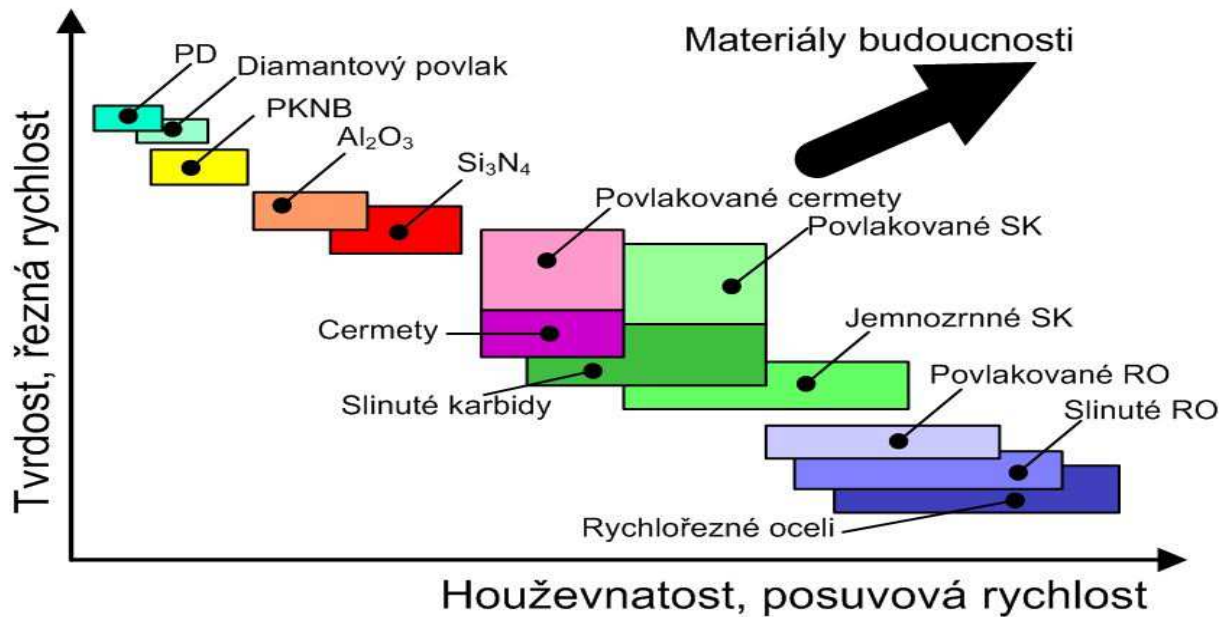 Materiály budoucnosti
PD
Diamantový povlak
PKNB
Al₂O₃
Si₃N₄
Povlakované cermety
Povlakované SK
Cermety
Jemnozrnné SK
Povlakované RO
Slinuté karbidy
Slinuté RO
Rychlořezné oceli
Tvrdost, řezná rychlost
Houževnatost, posuvová rychlost